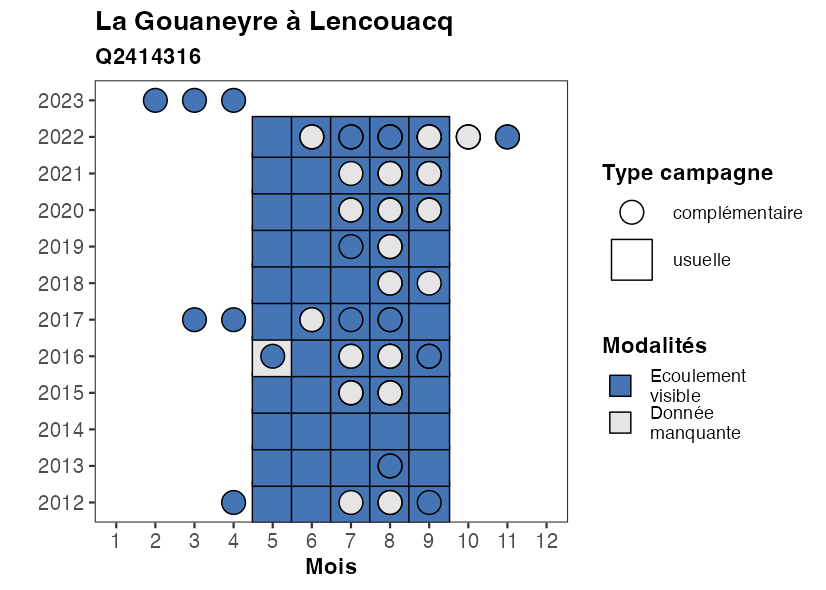 La Gouaneyre à Lencouacq
Q2414316
2023
2022
2021
2020
2019
2018
2017
2016
2015
2014
2013
2012
1 2 3 4 5 6 7 8 9 10 11 12
Mois
Type campagne
complémentaire
usuelle
Modalités
Ecoulement
visible
Donnée
manquante